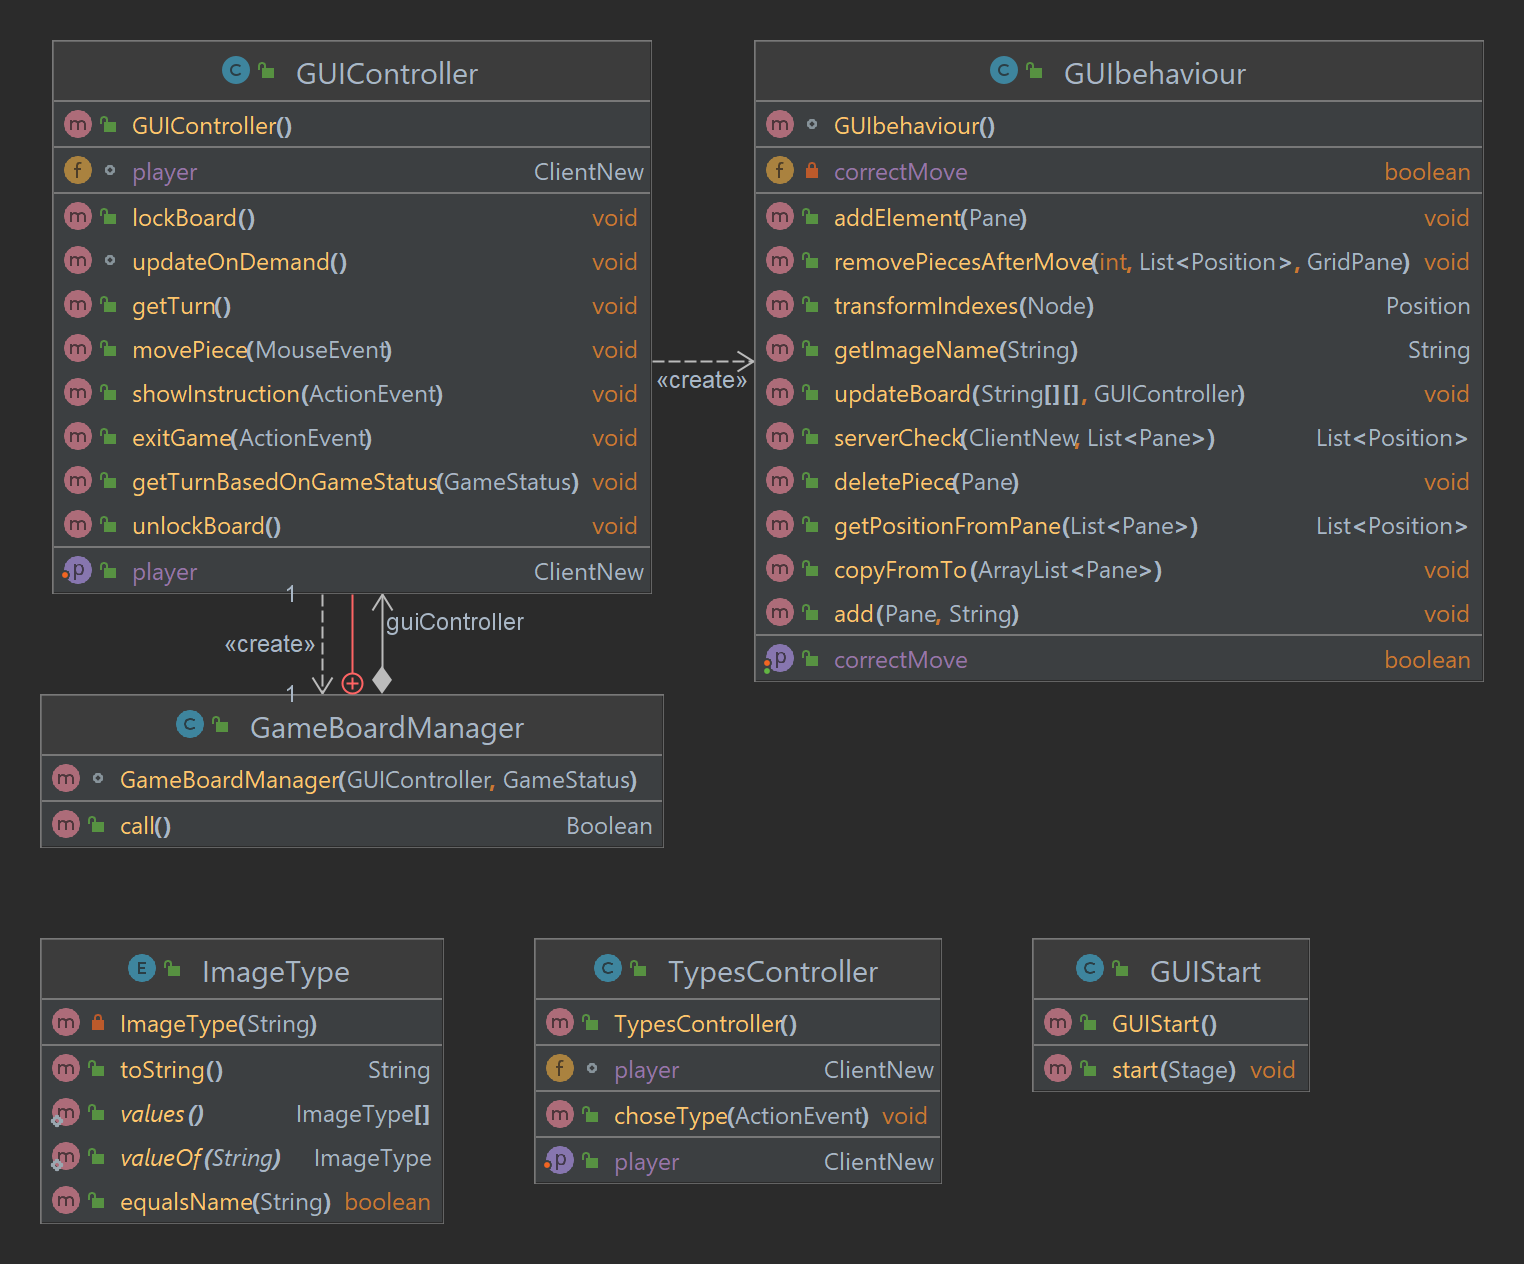 GUIController
GUIController()
player ClientNew
lockBoard() void
updateOnDemand() void
getTurn() void
movePiece(MouseEvent) void
showInstruction(ActionEvent) void
exitGame(ActionEvent) void
getTurnBasedOnGameStatus(GameStatus) void
unlockBoard() void
player ClientNew
«create»
GUIbehaviour
GUIbehaviour()
correctMove boolean
addElement(Pane) void
removePiecesAfterMove(int, List<Position>, GridPane) void
transformIndexes(Node) Position
getImageName(String) String
updateBoard(String[][], GUIController) void
serverCheck(ClientNew, List<Pane>) List<Position>
deletePiece(Pane) void
getPositionFromPane(List<Pane>) List<Position>
copyFromTo(ArrayList<Pane>) void
add(Pane, String) void
correctMove boolean
1
guiController
«create»
1
GameBoardManager
GameBoardManager(GUIController, GameStatus)
call() Boolean
ImageType
ImageType(String)
toString() String
values() ImageType[]
valueOf(String) ImageType
equalsName(String) boolean
TypesController
TypesController()
player ClientNew
choseType(ActionEvent) void
player ClientNew
GUIStart
GUIStart()
start(Stage) void